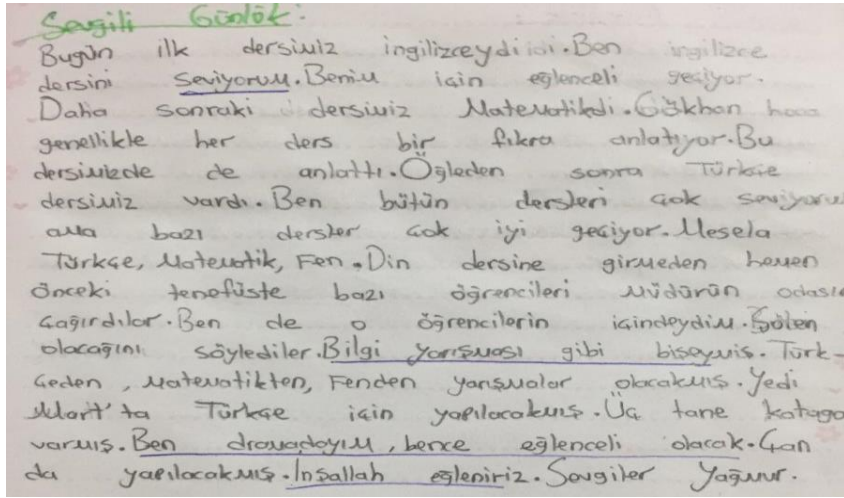 Sevgili Günlük:
Bugün ilk dersimiz ingilizceydi idi. Ben ingilizce
dersini seviyorum. Benim için eğlenceli geçiyor.
Daha sonraki dersimiz Matematikdi. Gökhan hoca
genellikle her ders bir fıkra anlatıyor. Bu
dersimizde de anlattı. Öğleden sonra Türkçe
dersimiz vardı. Ben bütün dersleri çok seviyorum
ama bazı dersler çok iyi geçiyor. Mesela
Türkçe, Matematik, Fen. Din dersine girmeden hemen
önceki tenefüste bazı öğrencileri müdürün odası
çağırdılar. Ben de o öğrencilerin içindeydim. Şölen
olacağını söylediler. Bilgi yarışması gibi bişeymiş. Türk-
çeden, Matematikten, Fenden yarışmalar olacakmış. Yedi
Mart'ta Türkçe için yapılacakmış. Üç tane katago
varmış. Ben dramadayım, bence eğlenceli olacak. Çan
da yapılacakmış. İnşallah eğleniriz. Sevgiler Yağmur.